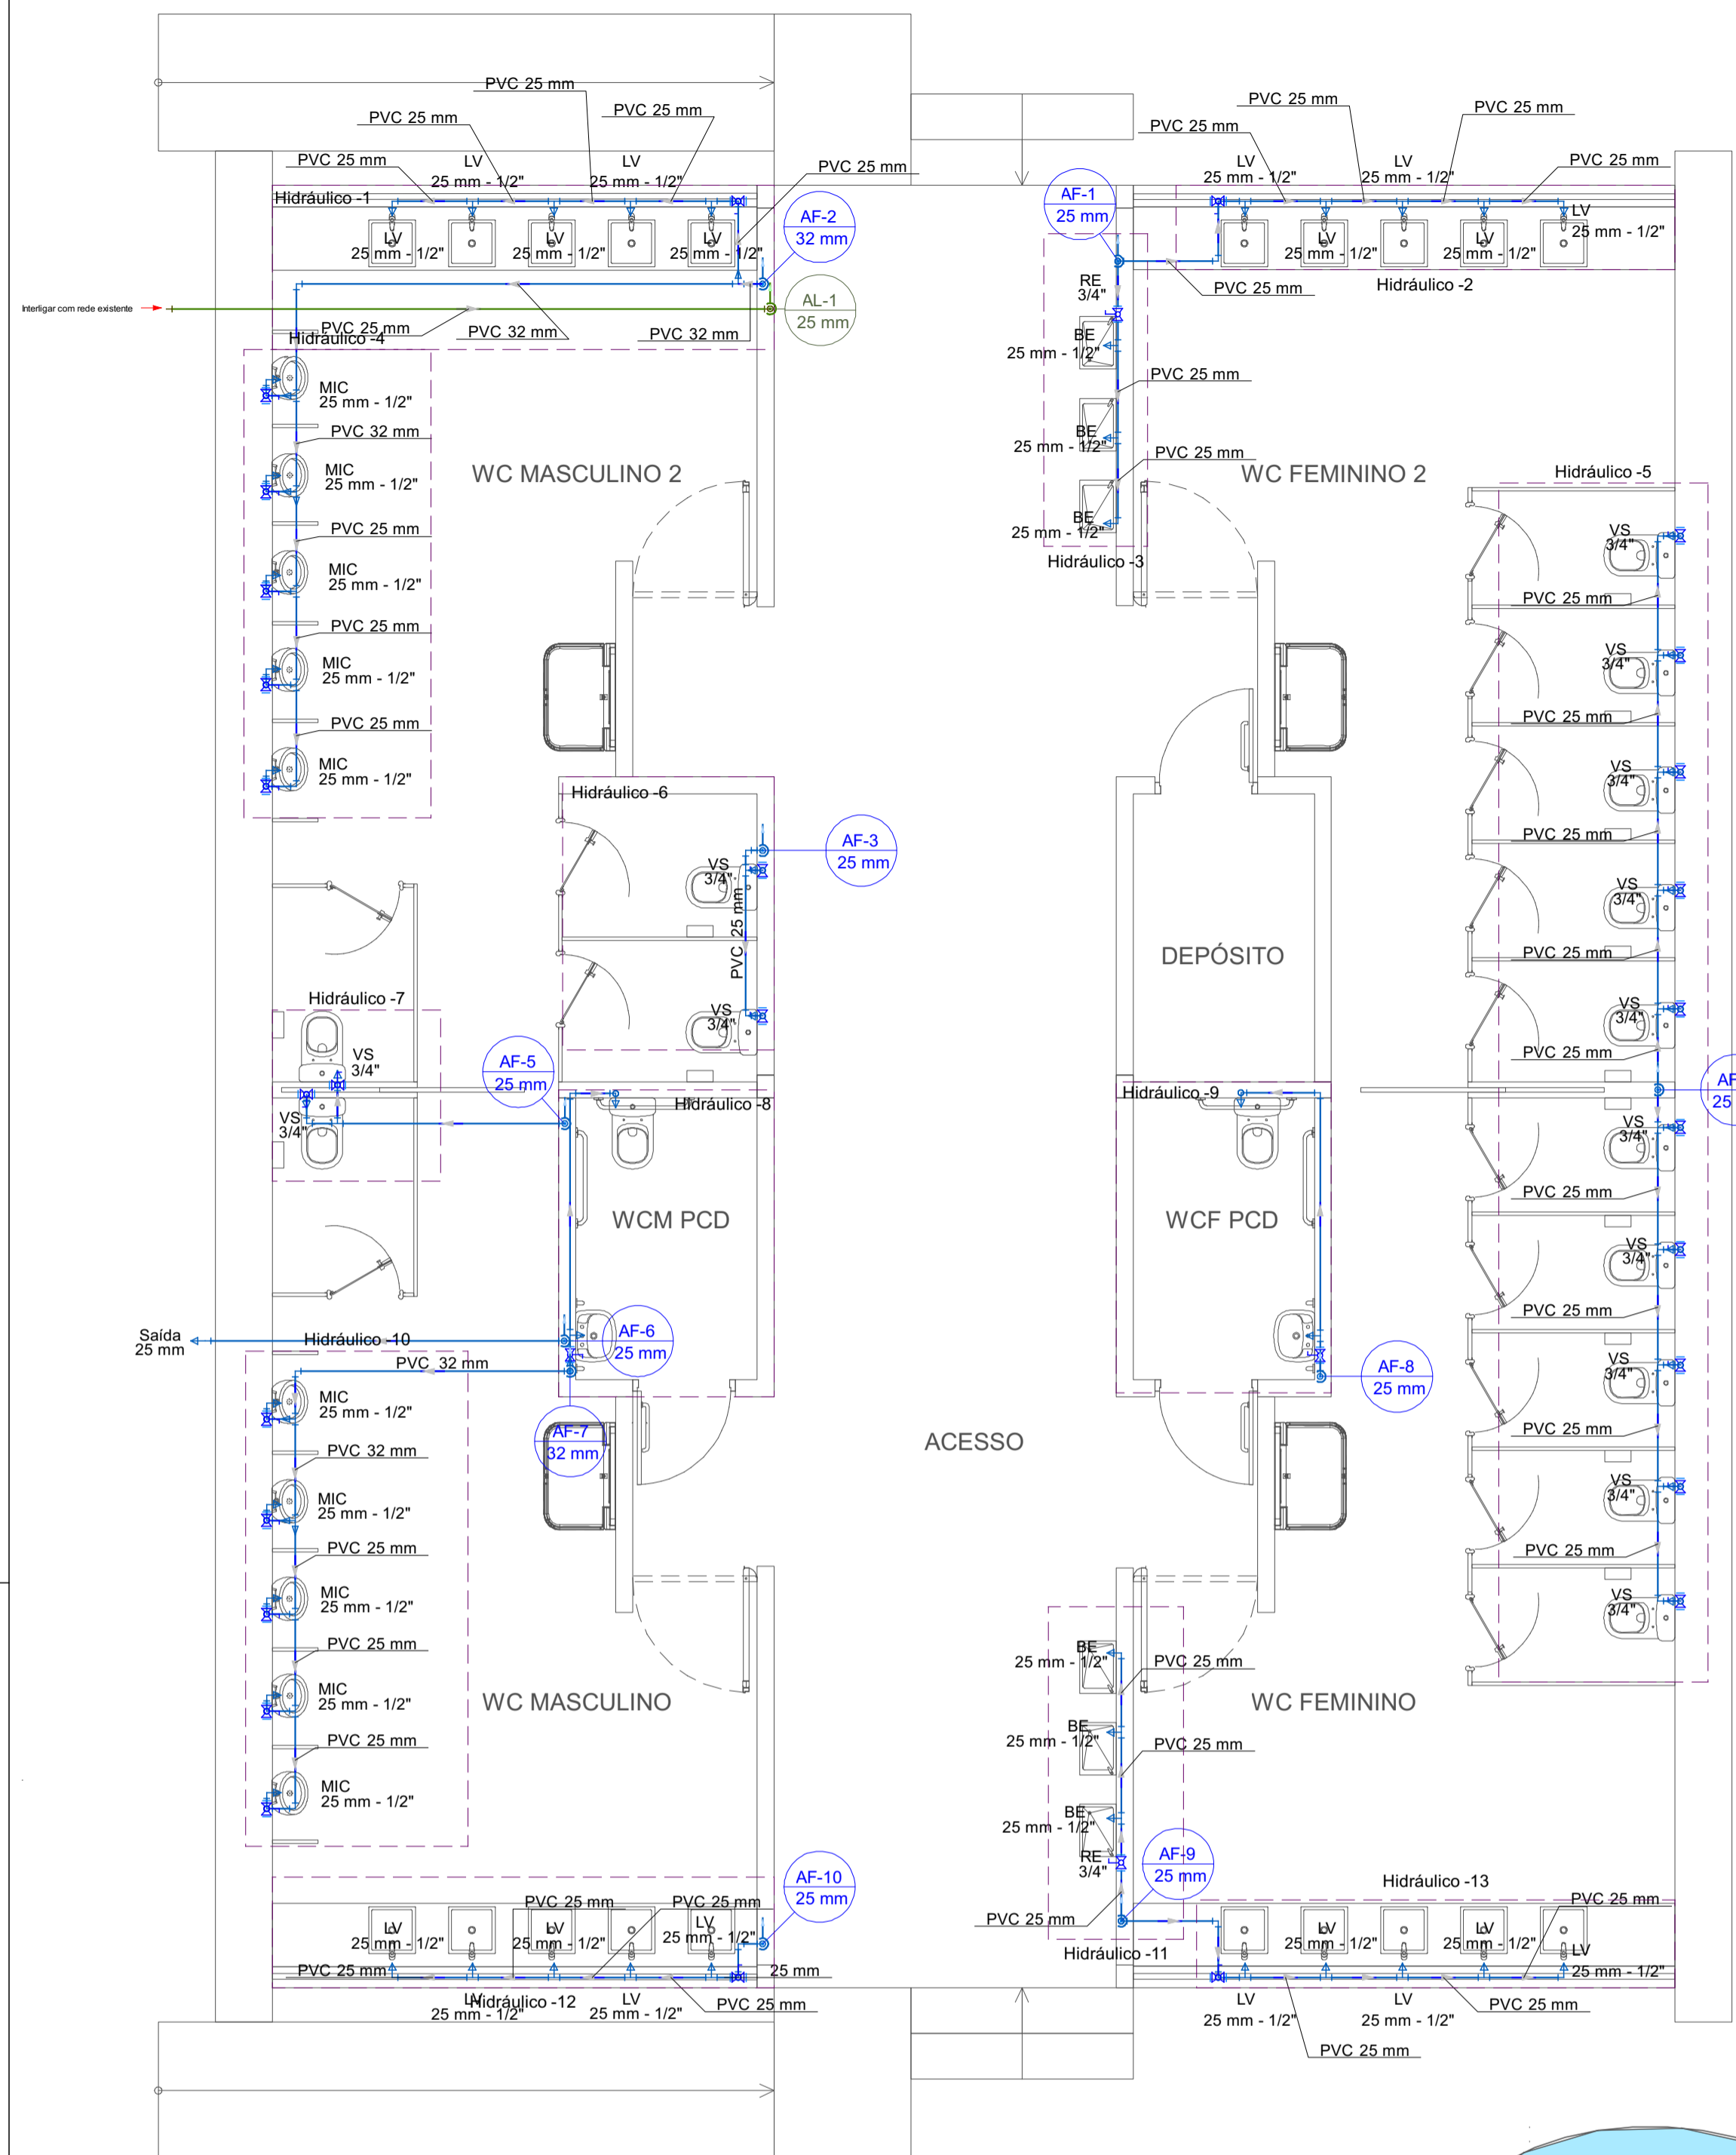 PVC 25 mm
PVC 25 mm
PVC 25 mm
PVC 25 mm
PVC 25 mm
LV
25 mm - 1/2"
LV
25 mm - 1/2"
Hidráulico -1
LV
25 mm - 1/2"
LV
25 mm - 1/2"
LV
25 mm - 1/2"
AF-2
32 mm
AL-1
25 mm
Interligar com rede existente
PVC 25 mm
PVC 32 mm
PVC 32 mm
Hidráulico -4
MIC
25 mm - 1/2"
PVC 32 mm
MIC
25 mm - 1/2"
PVC 25 mm
MIC
25 mm - 1/2"
PVC 25 mm
MIC
25 mm - 1/2"
PVC 25 mm
MIC
25 mm - 1/2"
WC MASCULINO 2
PVC 25 mm
PVC 25 mm
PVC 25 mm
PVC 25 mm
AF-1
25 mm
LV
25 mm - 1/2"
LV
25 mm - 1/2"
LV
25 mm - 1/2"
LV
25 mm - 1/2"
LV
25 mm - 1/2"
PVC 25 mm
Hidráulico -2
RE
3/4"
BE
25 mm - 1/2"
PVC 25 mm
BE
25 mm - 1/2"
PVC 25 mm
BE
25 mm - 1/2"
Hidráulico -3
WC FEMININO 2
Hidráulico -5
VS
3/4"
PVC 25 mm
VS
3/4"
PVC 25 mm
VS
3/4"
PVC 25 mm
VS
3/4"
PVC 25 mm
VS
3/4"
PVC 25 mm
AF
25
VS
3/4"
PVC 25 mm
VS
3/4"
PVC 25 mm
VS
3/4"
PVC 25 mm
VS
3/4"
PVC 25 mm
VS
3/4"
Hidráulico -6
AF-3
25 mm
VS
3/4"
PVC 25 mm
VS
3/4"
DEPÓSITO
Hidráulico -7
VS
3/4"
VS
3/4"
AF-5
25 mm
Hidráulico -8
Hidráulico -9
WCM PCD
WCF PCD
Saída
25 mm
Hidráulico -10
AF-6
25 mm
PVC 32 mm
AF-8
25 mm
AF-7
32 mm
ACESSO
MIC
25 mm - 1/2"
PVC 32 mm
MIC
25 mm - 1/2"
PVC 25 mm
MIC
25 mm - 1/2"
PVC 25 mm
MIC
25 mm - 1/2"
PVC 25 mm
MIC
25 mm - 1/2"
WC MASCULINO
BE
25 mm - 1/2"
PVC 25 mm
BE
25 mm - 1/2"
PVC 25 mm
BE
25 mm - 1/2"
RE
3/4"
AF-9
25 mm
PVC 25 mm
Hidráulico -11
WC FEMININO
AF-10
25 mm
PVC 25 mm
PVC 25 mm
LV
25 mm - 1/2"
LV
25 mm - 1/2"
LV
25 mm - 1/2"
PVC 25 mm
25 mm
LV
25 mm - 1/2"
Hidráulico -12
LV
25 mm - 1/2"
PVC 25 mm
Hidráulico -13
PVC 25 mm
LV
25 mm - 1/2"
LV
25 mm - 1/2"
LV
25 mm - 1/2"
LV
25 mm - 1/2"
LV
25 mm - 1/2"
PVC 25 mm
PVC 25 mm